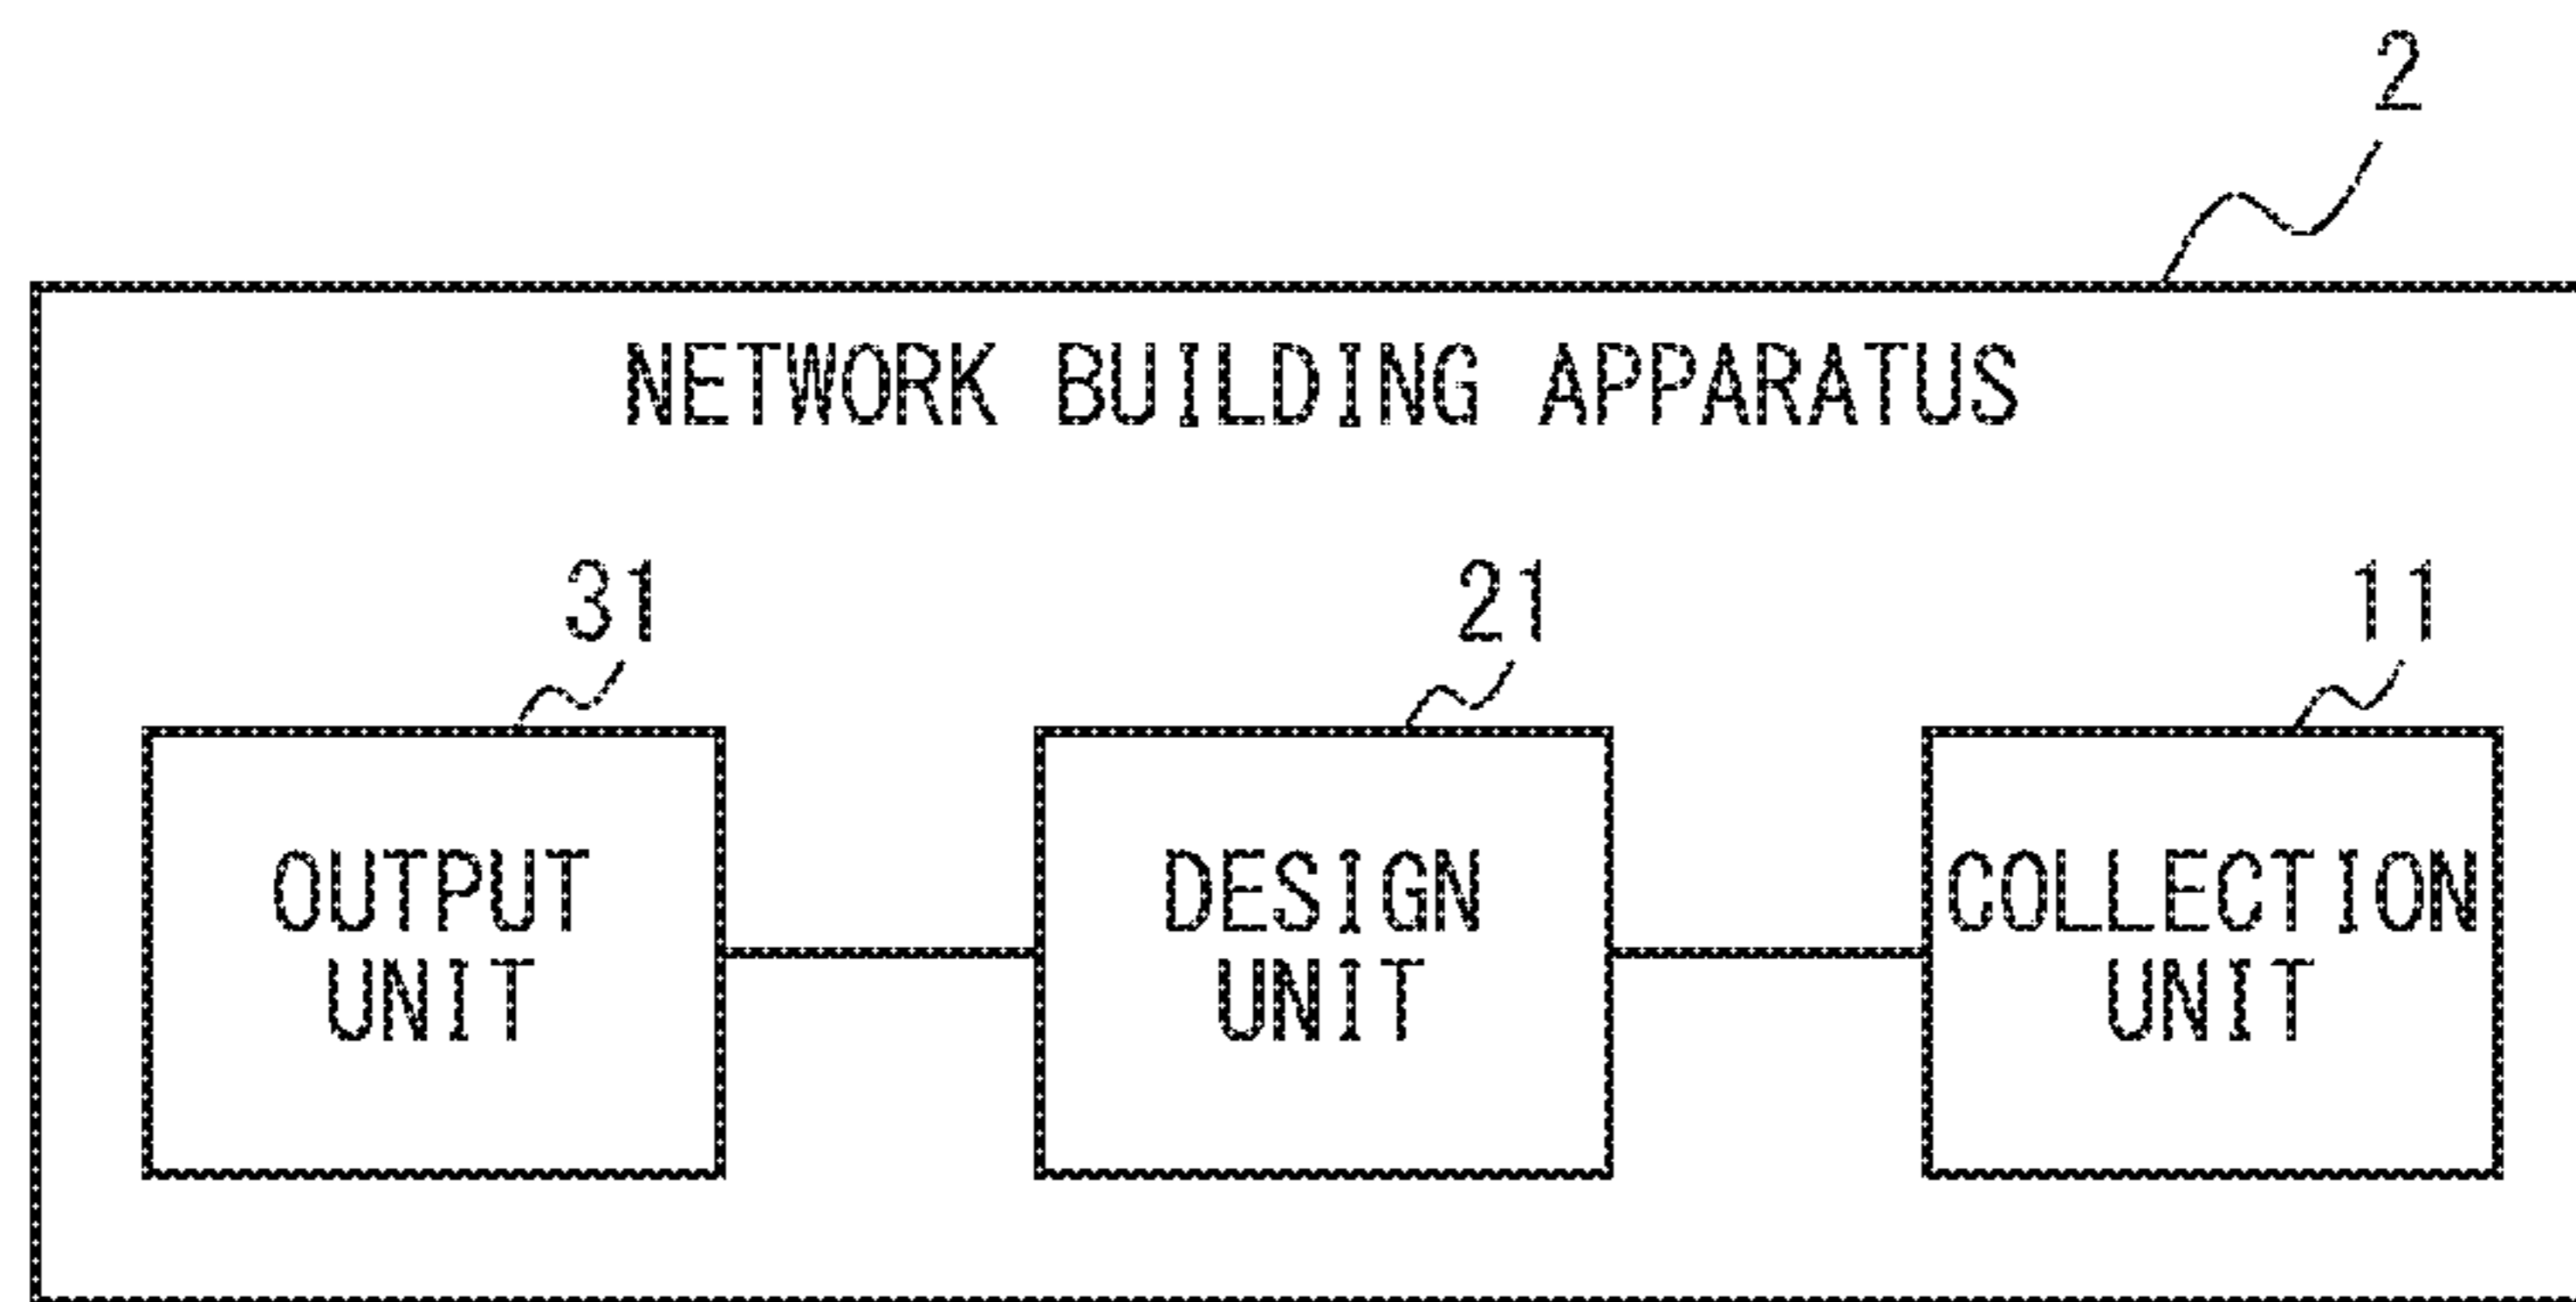 2
NETWORK BUILDING APPARATUS
31
21
11
OUTPUT
UNIT
DESIGN
UNIT
COLLECTION
UNIT